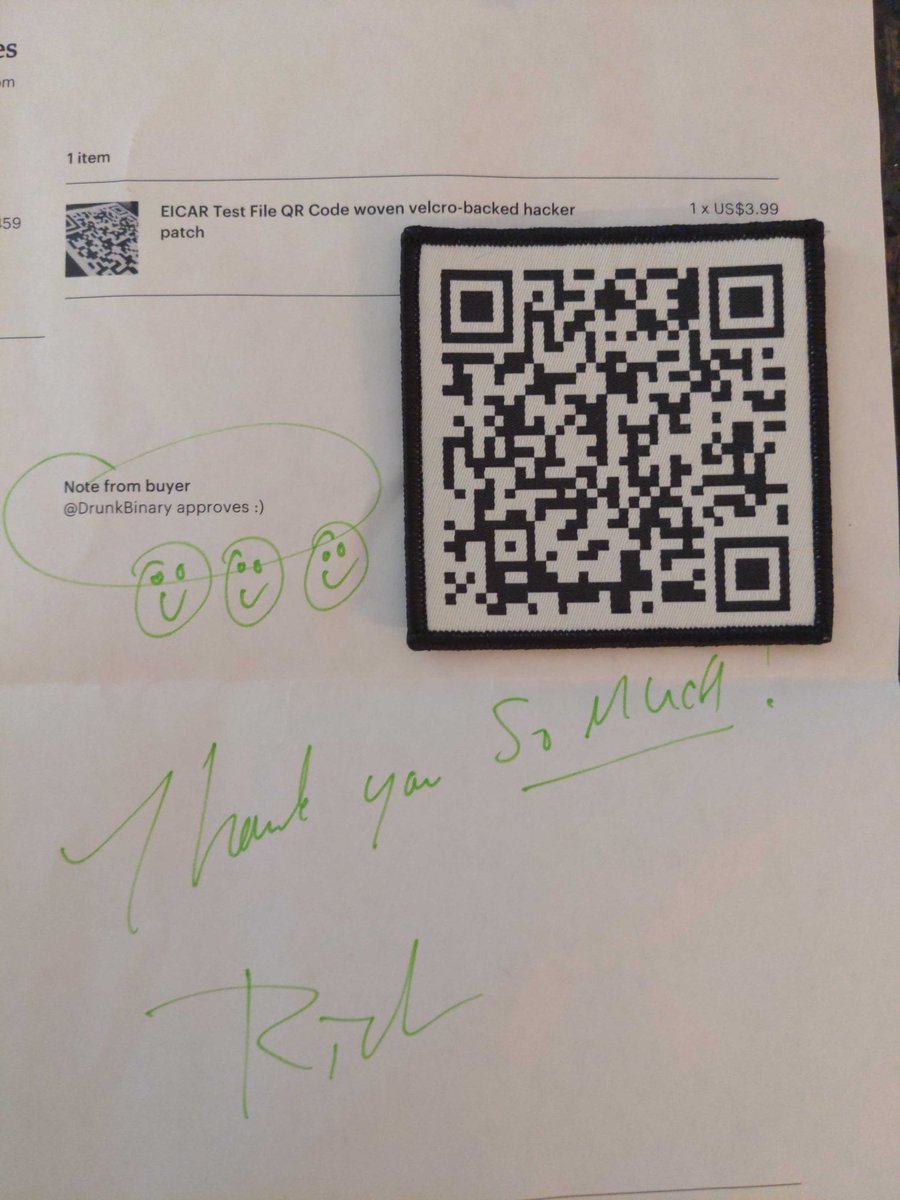 es
om
1 item
459
EICAR Test File QR Code woven velcro-backed hacker
patch
1 x US$3.99
Note from buyer
@DrunkBinary approves :)
Thank you So Much!
Rich